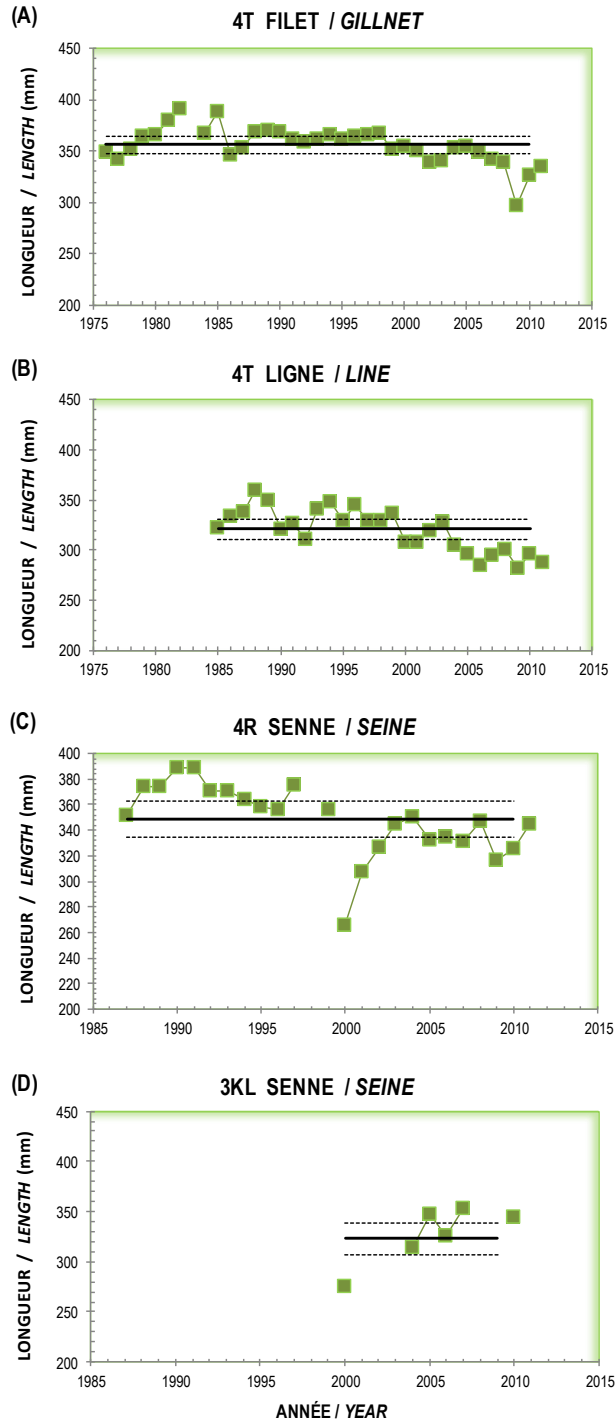 (A)
4T FILET / GILLNET
LONGUEUR / LENGTH (mm)
450
400
350
300
250
200
1975 1980 1985 1990 1995 2000 2005 2010 2015
(B)
4T LIGNE / LINE
LONGUEUR / LENGTH (mm)
450
400
350
300
250
200
1975 1980 1985 1990 1995 2000 2005 2010 2015
(C)
4R SENNE / SEINE
LONGUEUR / LENGTH (mm)
400
380
360
340
320
300
280
260
240
220
200
1985 1990 1995 2000 2005 2010 2015
(D)
3KL SENNE / SEINE
LONGUEUR / LENGTH (mm)
450
400
350
300
250
200
1985 1990 1995 2000 2005 2010 2015
ANNÉE / YEAR